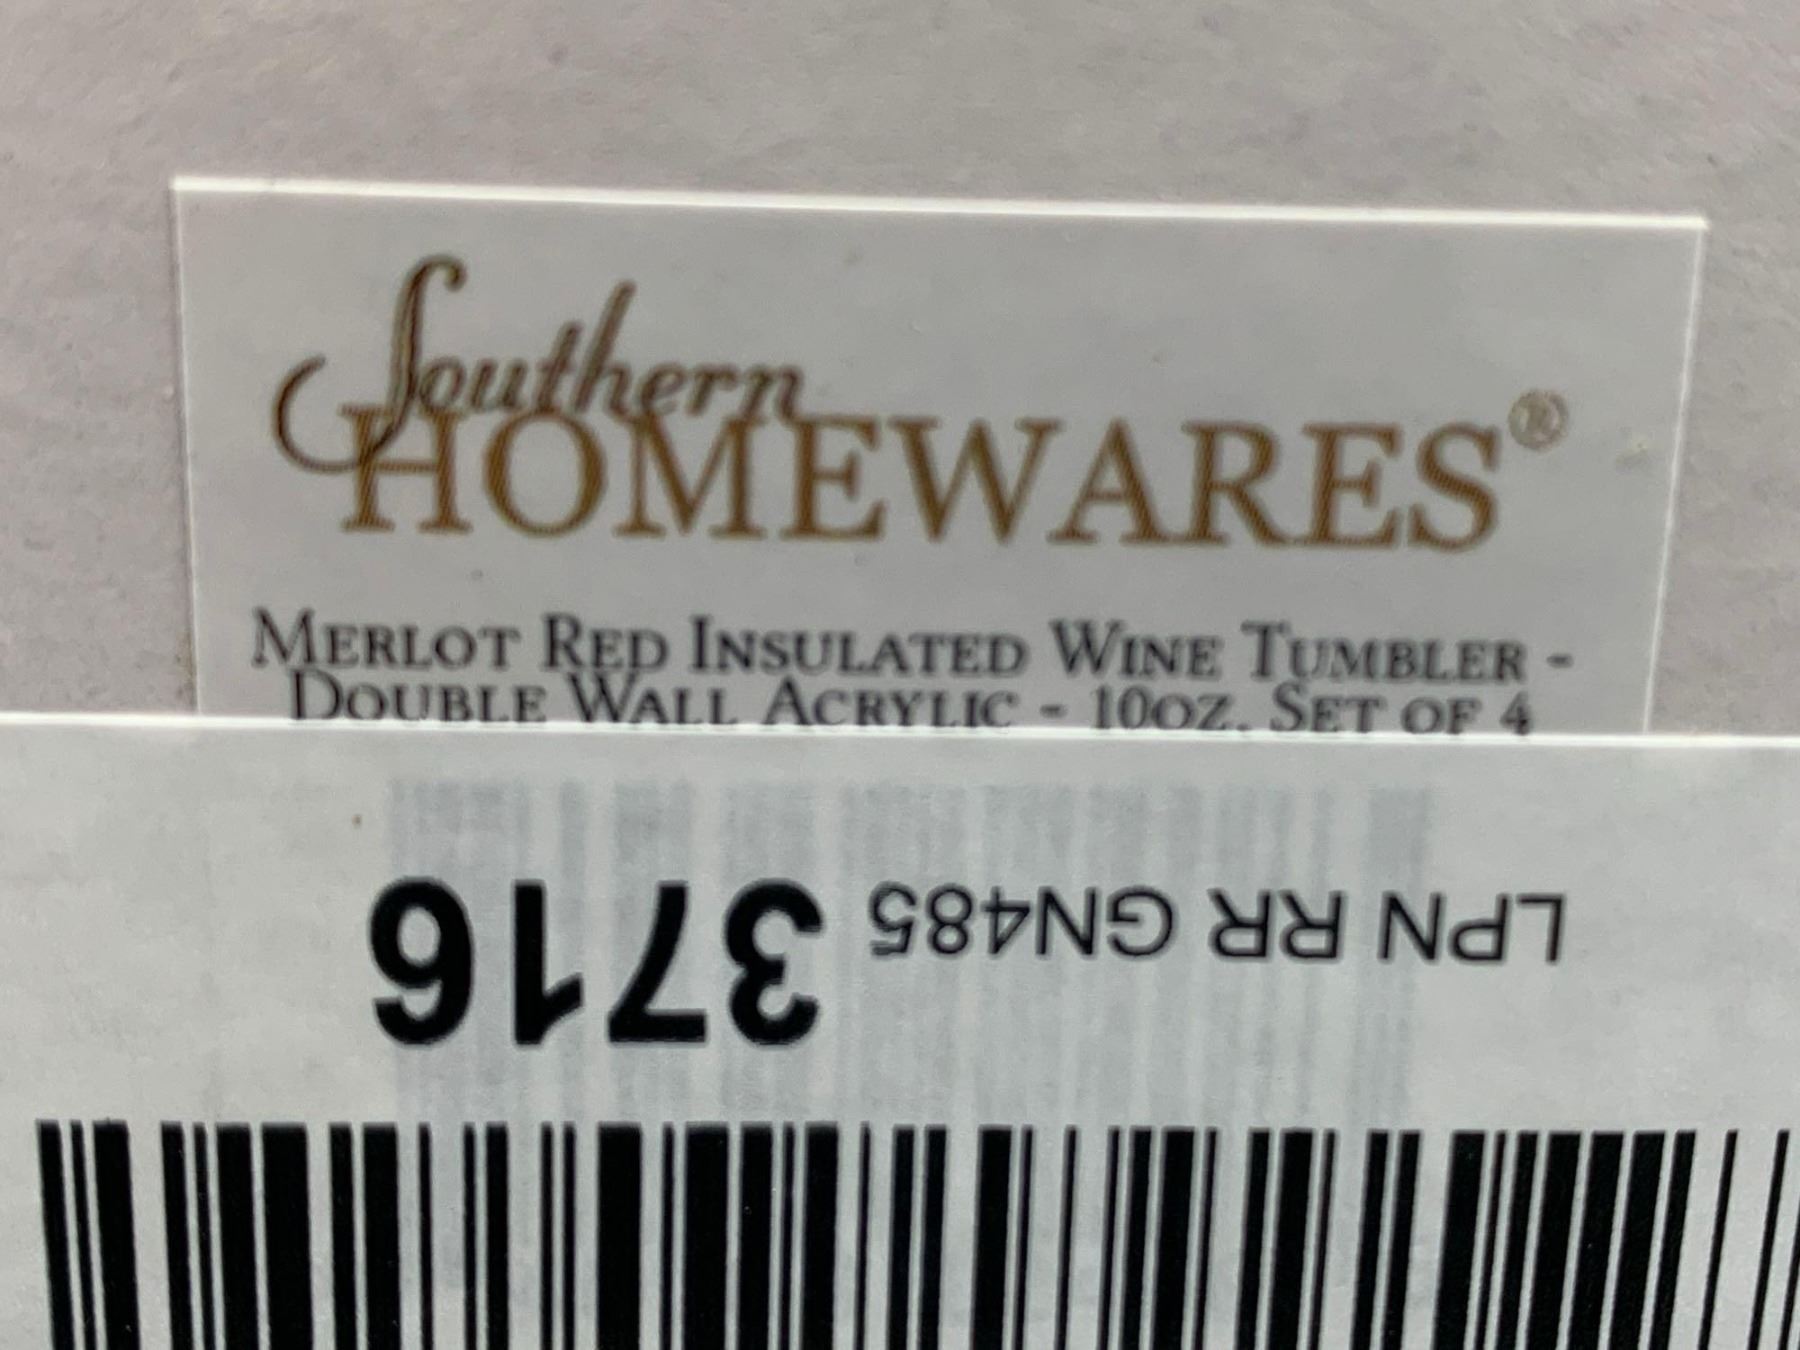 Southern
HOMEWARES®
MERLOT RED INSULATED WINE TUMBLER -
DOUBLE WALL ACRYLIC - 10OZ. SET OF 4
LPN RR GN485 3716